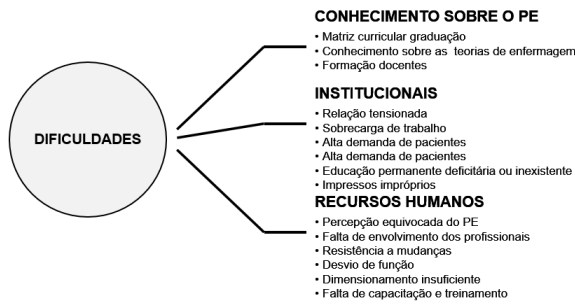 DIFICULDADES
CONHECIMENTO SOBRE O PE
• Matriz curricular graduação
• Conhecimento sobre as teorias de enfermagem
• Formação docentes
INSTITUCIONAIS
• Relação tensionada
• Sobrecarga de trabalho
• Alta demanda de pacientes
• Alta demanda de pacientes
• Educação permanente deficitária ou inexistente
• Impressos impróprios
RECURSOS HUMANOS
• Percepção equivocada do PE
• Falta de envolvimento dos profissionais
• Resistência a mudanças
• Desvio de função
• Dimensionamento insuficiente
• Falta de capacitação e treinamento